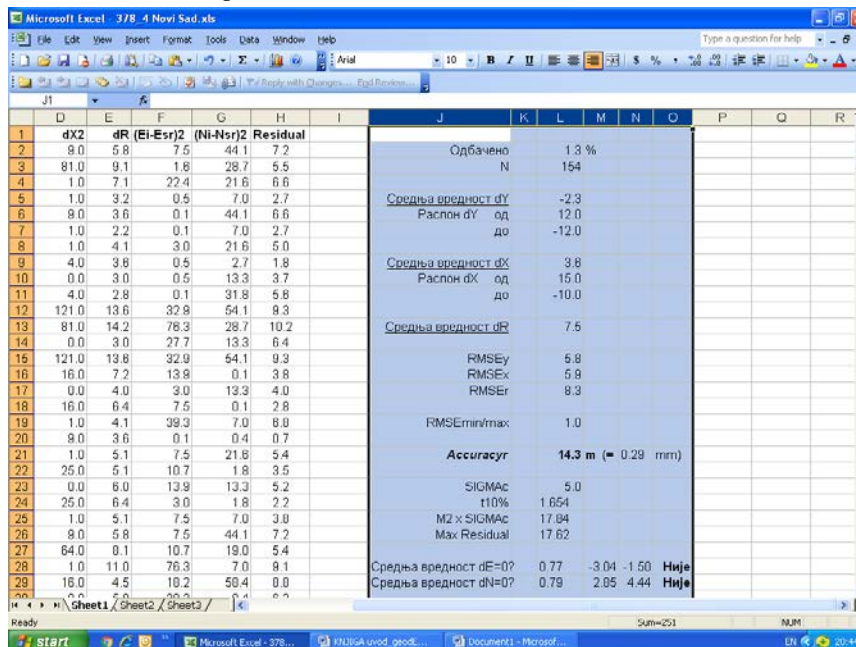 Microsoft Excel - 378_4 Novi Sad.xls
File Edit View Insert Format Tools Data Window Help
Type a question for help
Arial 10 B I U $ %
Reply with Changes... End Review...
J1 fx
D E F G H I J K L M N O P Q R
1 dX2 dR (Ei-Esr)2 (Ni-Nsr)2 Residual
2 9.0 5.8 7.5 44.1 7.2 Одбачено 1.3 %
3 81.0 9.1 1.6 28.7 5.5 N 154
4 1.0 7.1 22.4 21.6 6.6
5 1.0 3.2 0.5 7.0 2.7 Средња вредност dY -2.3
6 9.0 3.6 0.1 44.1 6.6 Распон dY од 12.0
7 1.0 2.2 0.1 7.0 2.7 до -12.0
8 1.0 4.1 3.0 21.6 5.0
9 4.0 3.6 0.5 2.7 1.8 Средња вредност dX 3.6
10 0.0 3.0 0.5 13.3 3.7 Распон dX од 15.0
11 4.0 2.8 0.1 31.8 5.6 до -10.0
12 121.0 13.6 32.9 54.1 9.3
13 81.0 14.2 76.3 28.7 10.2 Средња вредност dR 7.5
14 0.0 3.0 27.7 13.3 6.4
15 121.0 13.6 32.9 54.1 9.3 RMSEy 5.8
16 16.0 7.2 13.9 0.1 3.8 RMSEx 5.9
17 0.0 4.0 3.0 13.3 4.0 RMSEr 8.3
18 16.0 6.4 7.5 0.1 2.8
19 1.0 4.1 39.3 7.0 6.8 RMSEmin/max 1.0
20 9.0 3.6 0.1 0.4 0.7
21 1.0 5.1 7.5 21.6 5.4 Accuracyr 14.3 m (= 0.29 mm)
22 25.0 5.1 10.7 1.8 3.5
23 0.0 6.0 13.9 13.3 5.2 SIGMAc 5.0
24 25.0 6.4 3.0 1.8 2.2 t10% 1.654
25 1.0 5.1 7.5 7.0 3.8 M2 x SIGMAc 17.84
26 9.0 5.8 7.5 44.1 7.2 Max Residual 17.62
27 64.0 8.1 10.7 19.0 5.4
28 1.0 11.0 76.3 7.0 9.1 Средња вредност dE=0? 0.77 -3.04 -1.50 Није
29 16.0 4.5 18.2 50.4 Средња вредност dN=0? 0.79 2.85 4.44 Није
Sheet1 Sheet2 Sheet3
Ready Sum=251 NUM
start Microsoft Excel - 378... KNJIGA uvod_geod... Document1 - Microsof... EN